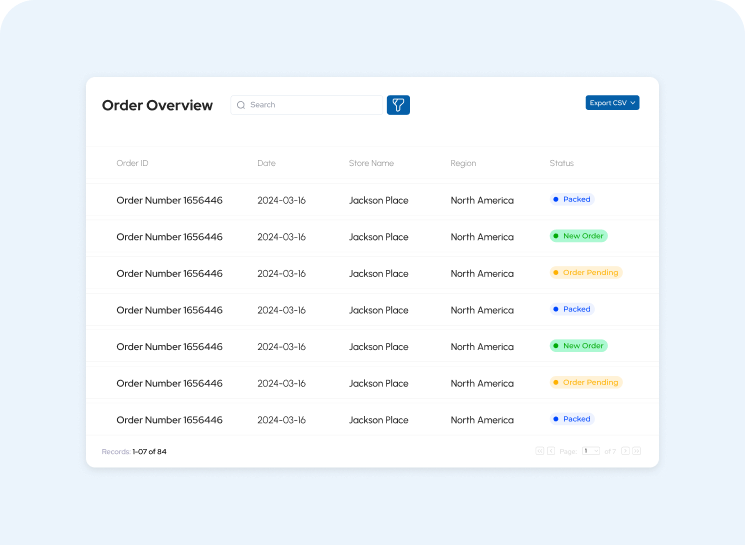 Order Overview Search Export CSV
Order ID Date Store Name Region Status
Order Number 1656446 2024-03-16 Jackson Place North America Packed
Order Number 1656446 2024-03-16 Jackson Place North America New Order
Order Number 1656446 2024-03-16 Jackson Place North America Order Pending
Order Number 1656446 2024-03-16 Jackson Place North America Packed
Order Number 1656446 2024-03-16 Jackson Place North America New Order
Order Number 1656446 2024-03-16 Jackson Place North America Order Pending
Order Number 1656446 2024-03-16 Jackson Place North America Packed
Records: 1-07 of 84 Page: 1 of 7